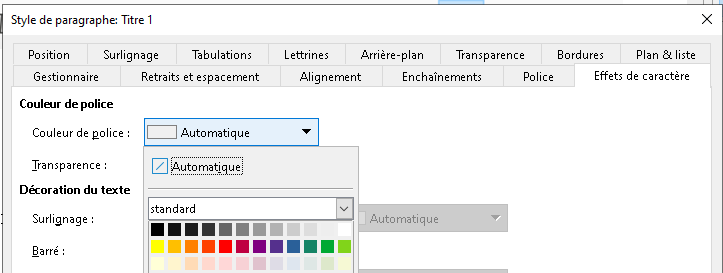 Style de paragraphe: Titre 1
Position Surlignage Tabulations Lettrines Arrière-plan Transparence Bordures Plan & liste
Gestionnaire Retraits et espacement Alignement Enchaînements Police Effets de caractère
Couleur de police
Couleur de police : Automatique
Transparence : Automatique
Décoration du texte
standard
Surlignage : Automatique
Barré :